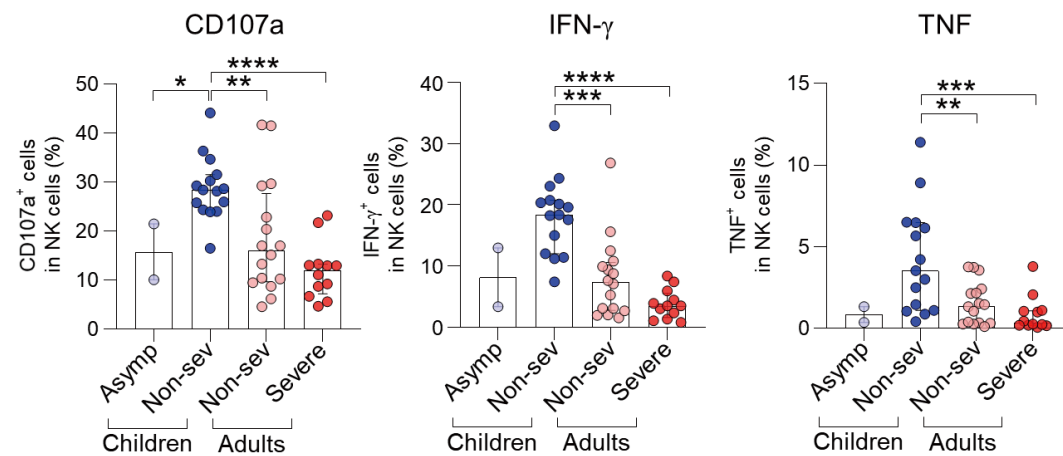 CD107a
****
* **
50
40
30
20
10
0
CD107a⁺ cells
in NK cells (%)
Asymp
Non-sev
Non-sev
Severe
Children
Adults
IFN-γ
****
***
40
30
20
10
0
IFN-γ⁺ cells
in NK cells (%)
Asymp
Non-sev
Non-sev
Severe
Children
Adults
TNF
***
**
15
10
5
0
TNF⁺ cells
in NK cells (%)
Asymp
Non-sev
Non-sev
Severe
Children
Adults